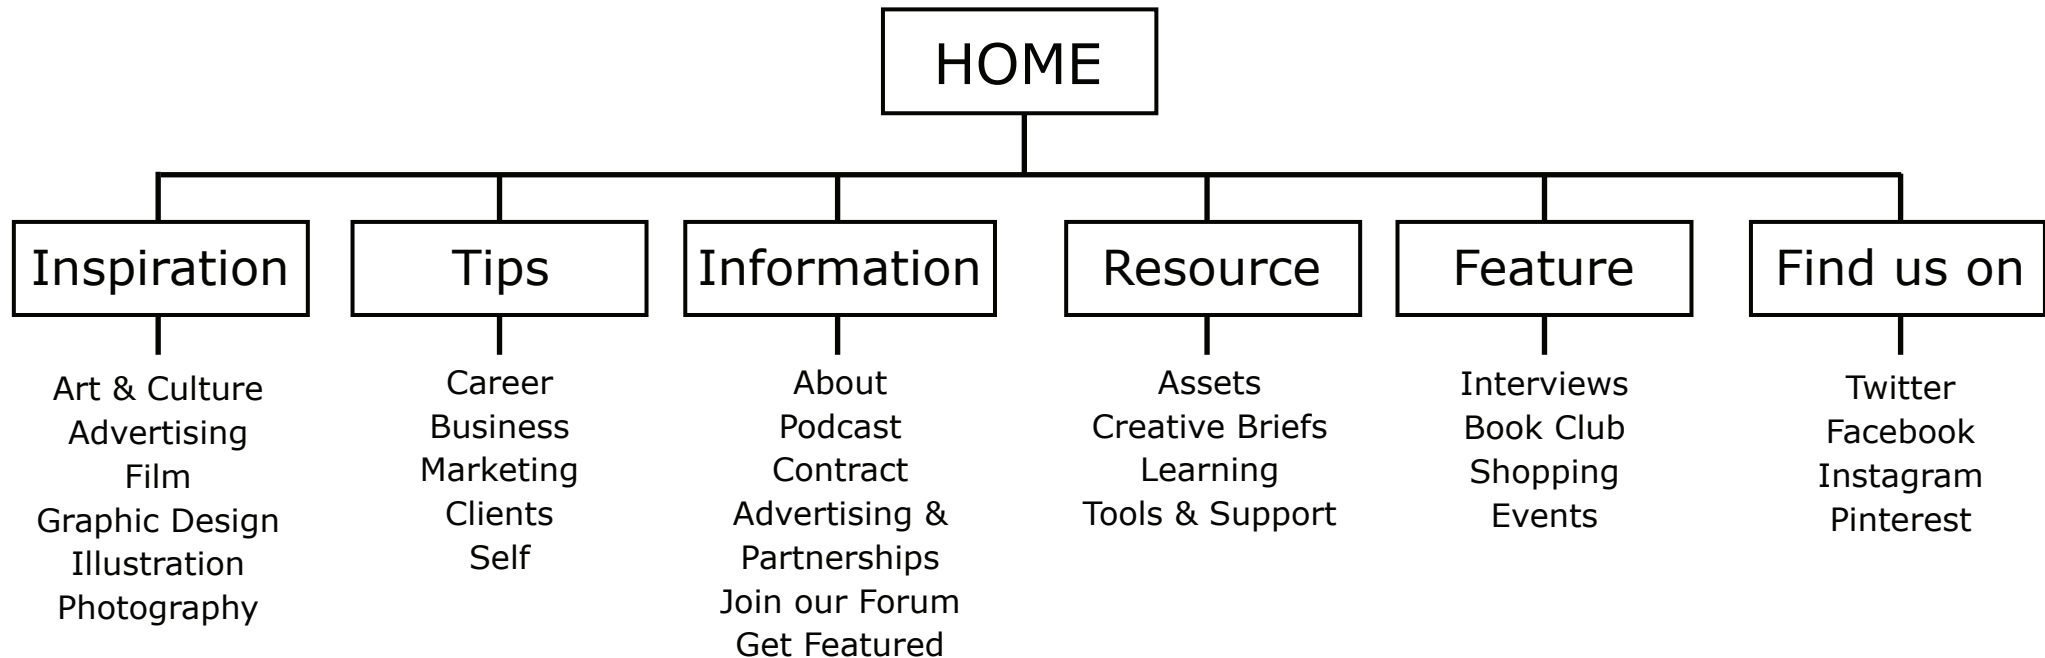 HOME
Inspiration
Tips
Information
Resource
Feature
Find us on
Art & Culture
Advertising
Film
Graphic Design
Illustration
Photography
Career
Business
Marketing
Clients
Self
About
Podcast
Contract
Advertising &
Partnerships
Join our Forum
Get Featured
Assets
Creative Briefs
Learning
Tools & Support
Interviews
Book Club
Shopping
Events
Twitter
Facebook
Instagram
Pinterest